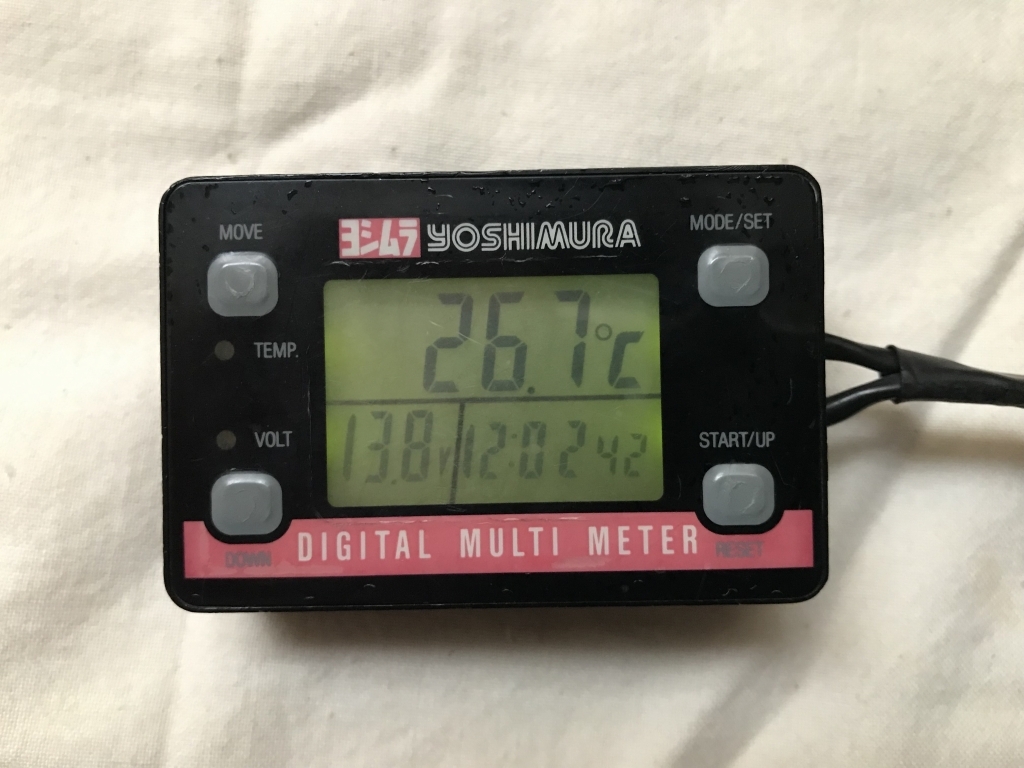 MOVE
ヨシムラ YOSHIMURA
MODE/SET
26.7°c
TEMP.
VOLT
13.8V
12:02 42
START/UP
DOWN
DIGITAL MULTI METER
RESET